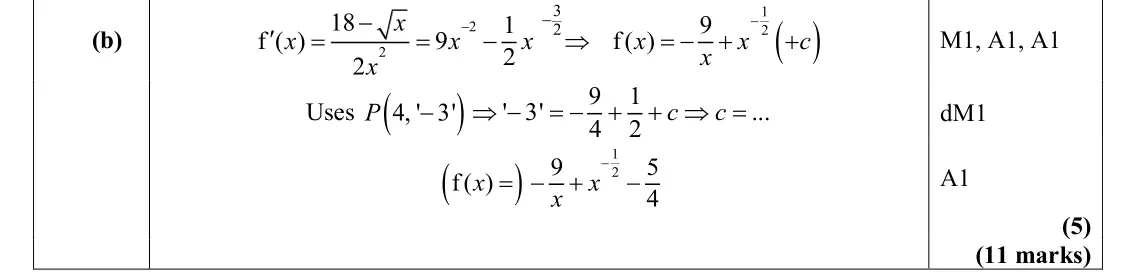 (b) f′(x) = (18 − √x)/(2x²) = 9x⁻² − (1/2)x^(−3/2) ⇒ f(x) = −9/x + x^(−1/2) (+c) M1, A1, A1
Uses P(4, '−3') ⇒ '−3' = −9/4 + 1/2 + c ⇒ c = ... dM1
(f(x) =) −9/x + x^(−1/2) − 5/4 A1
(5)
(11 marks)